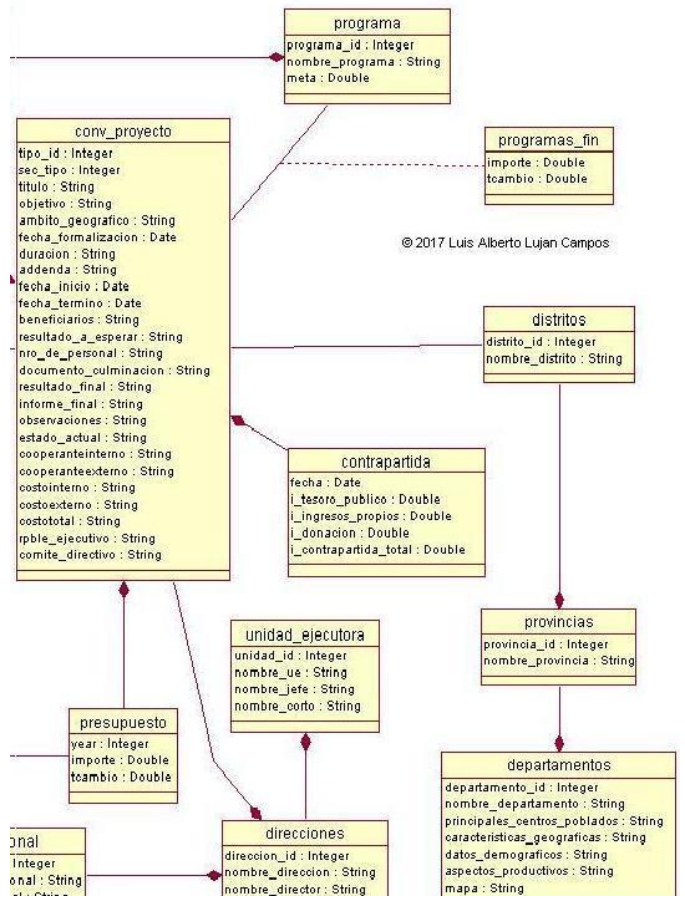 programa
programa_id : Integer
nombre_programa : String
meta : Double
conv_proyecto
tipo_id : Integer
sec_tipo : Integer
titulo : String
objetivo : String
ambito_geografico : String
fecha_formalizacion : Date
duracion : String
addenda : String
fecha_inicio : Date
fecha_termino : Date
beneficiarios : String
resultado_a_esperar : String
nro_de_personal : String
documento_culminacion : String
resultado_final : String
informe_final : String
observaciones : String
estado_actual : String
cooperanteinterno : String
cooperanteexterno : String
costointerno : String
costoexterno : String
costototal : String
rpble_ejecutivo : String
comite_directivo : String
programas_fin
importe : Double
tcambio : Double
© 2017 Luis Alberto Lujan Campos
distritos
distrito_id : Integer
nombre_distrito : String
contrapartida
fecha : Date
i_tesoro_publico : Double
i_ingresos_propios : Double
i_donacion : Double
i_contrapartida_total : Double
unidad_ejecutora
unidad_id : Integer
nombre_ue : String
nombre_jefe : String
nombre_corto : String
provincias
provincia_id : Integer
nombre_provincia : String
presupuesto
year : Integer
importe : Double
tcambio : Double
departamentos
departamento_id : Integer
nombre_departamento : String
principales_centros_poblados : String
caracteristicas_geograficas : String
datos_demograficos : String
aspectos_productivos : String
mapa : String
onal
Integer
onal : String
direcciones
direccion_id : Integer
nombre_direccion : String
nombre_director : String